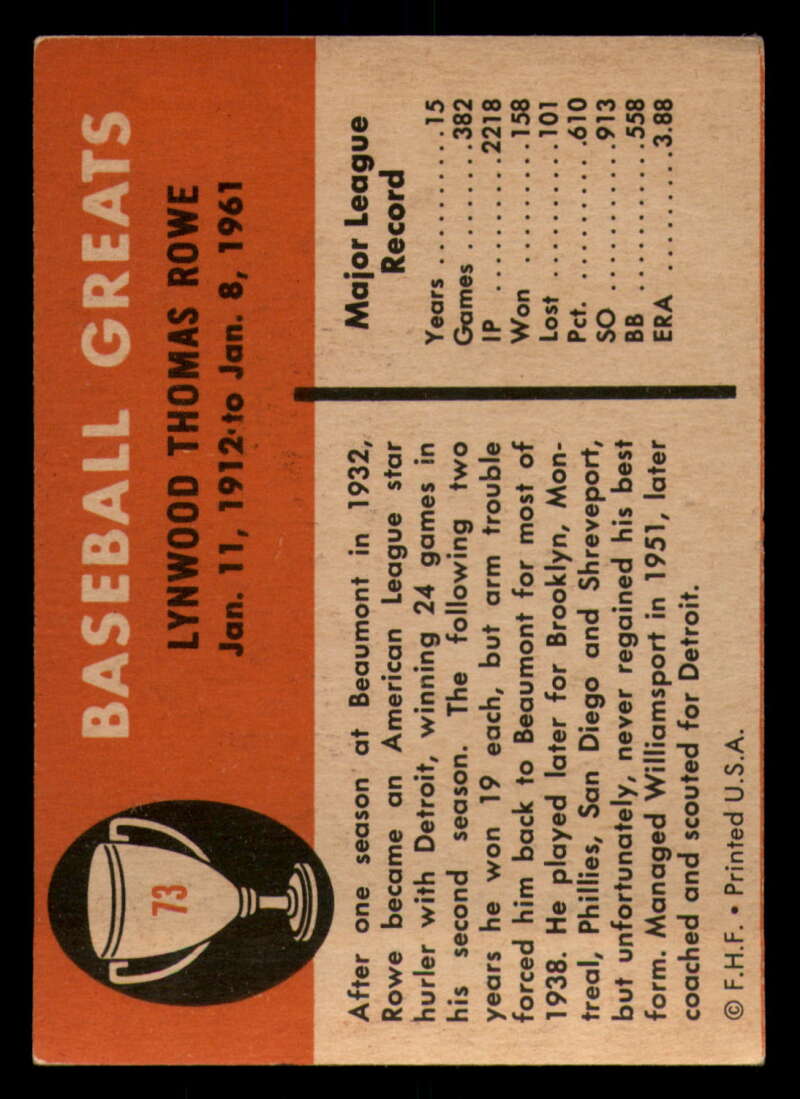 73
BASEBALL GREATS
LYNWOOD THOMAS ROWE
Jan. 11, 1912 to Jan. 8, 1961
After one season at Beaumont in 1932,
Rowe became an American League star
hurler with Detroit, winning 24 games in
his second season. The following two
years he won 19 each, but arm trouble
forced him back to Beaumont for most of
1938. He played later for Brooklyn, Mon-
treal, Phillies, San Diego and Shreveport,
but unfortunately, never regained his best
form. Managed Williamsport in 1951, later
coached and scouted for Detroit.
© F.H.F. • Printed U.S.A.
Major League
Record
Years ..........15
Games ........382
IP ..........2218
Won ........158
Lost ........101
Pct. ........610
SO ..........913
BB ..........558
ERA ........3.88